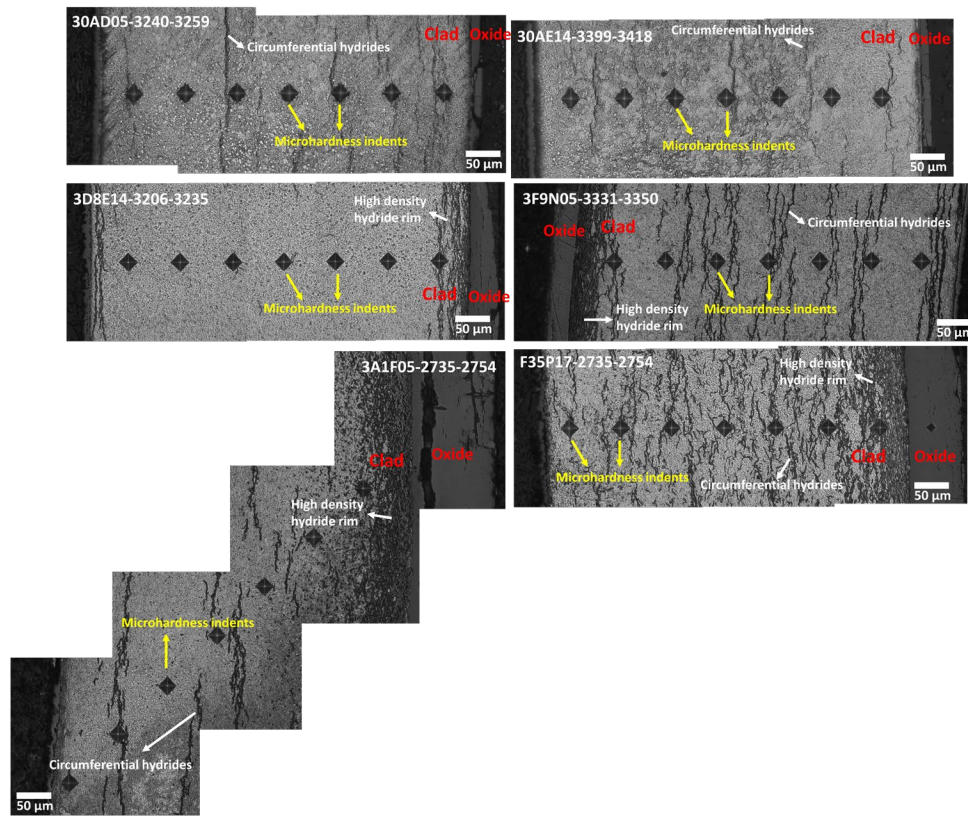 30AD05-3240-3259
Clad Oxide
Circumferential hydrides
Microhardness indents
50 µm
30AE14-3399-3418
Circumferential hydrides
Clad
Oxide
Microhardness indents
50 µm
3D8E14-3206-3235
High density
hydride rim
Microhardness indents
Clad
Oxide
50 µm
3F9N05-3331-3350
Circumferential hydrides
Oxide
Clad
Microhardness indents
High density
hydride rim
50 µm
3A1F05-2735-2754
Clad
Oxide
High density
hydride rim
Microhardness indents
Circumferential hydrides
50 µm
F35P17-2735-2754
High density
hydride rim
Clad
Oxide
Microhardness indents
Circumferential hydrides
50 µm